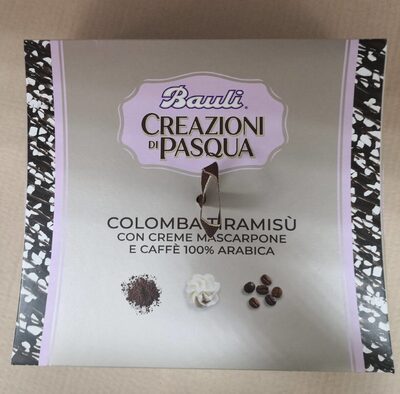 Bauli
CREAZIONI
DI PASQUA
COLOMBA TIRAMISÙ
CON CREME MASCARPONE
E CAFFÈ 100% ARABICA